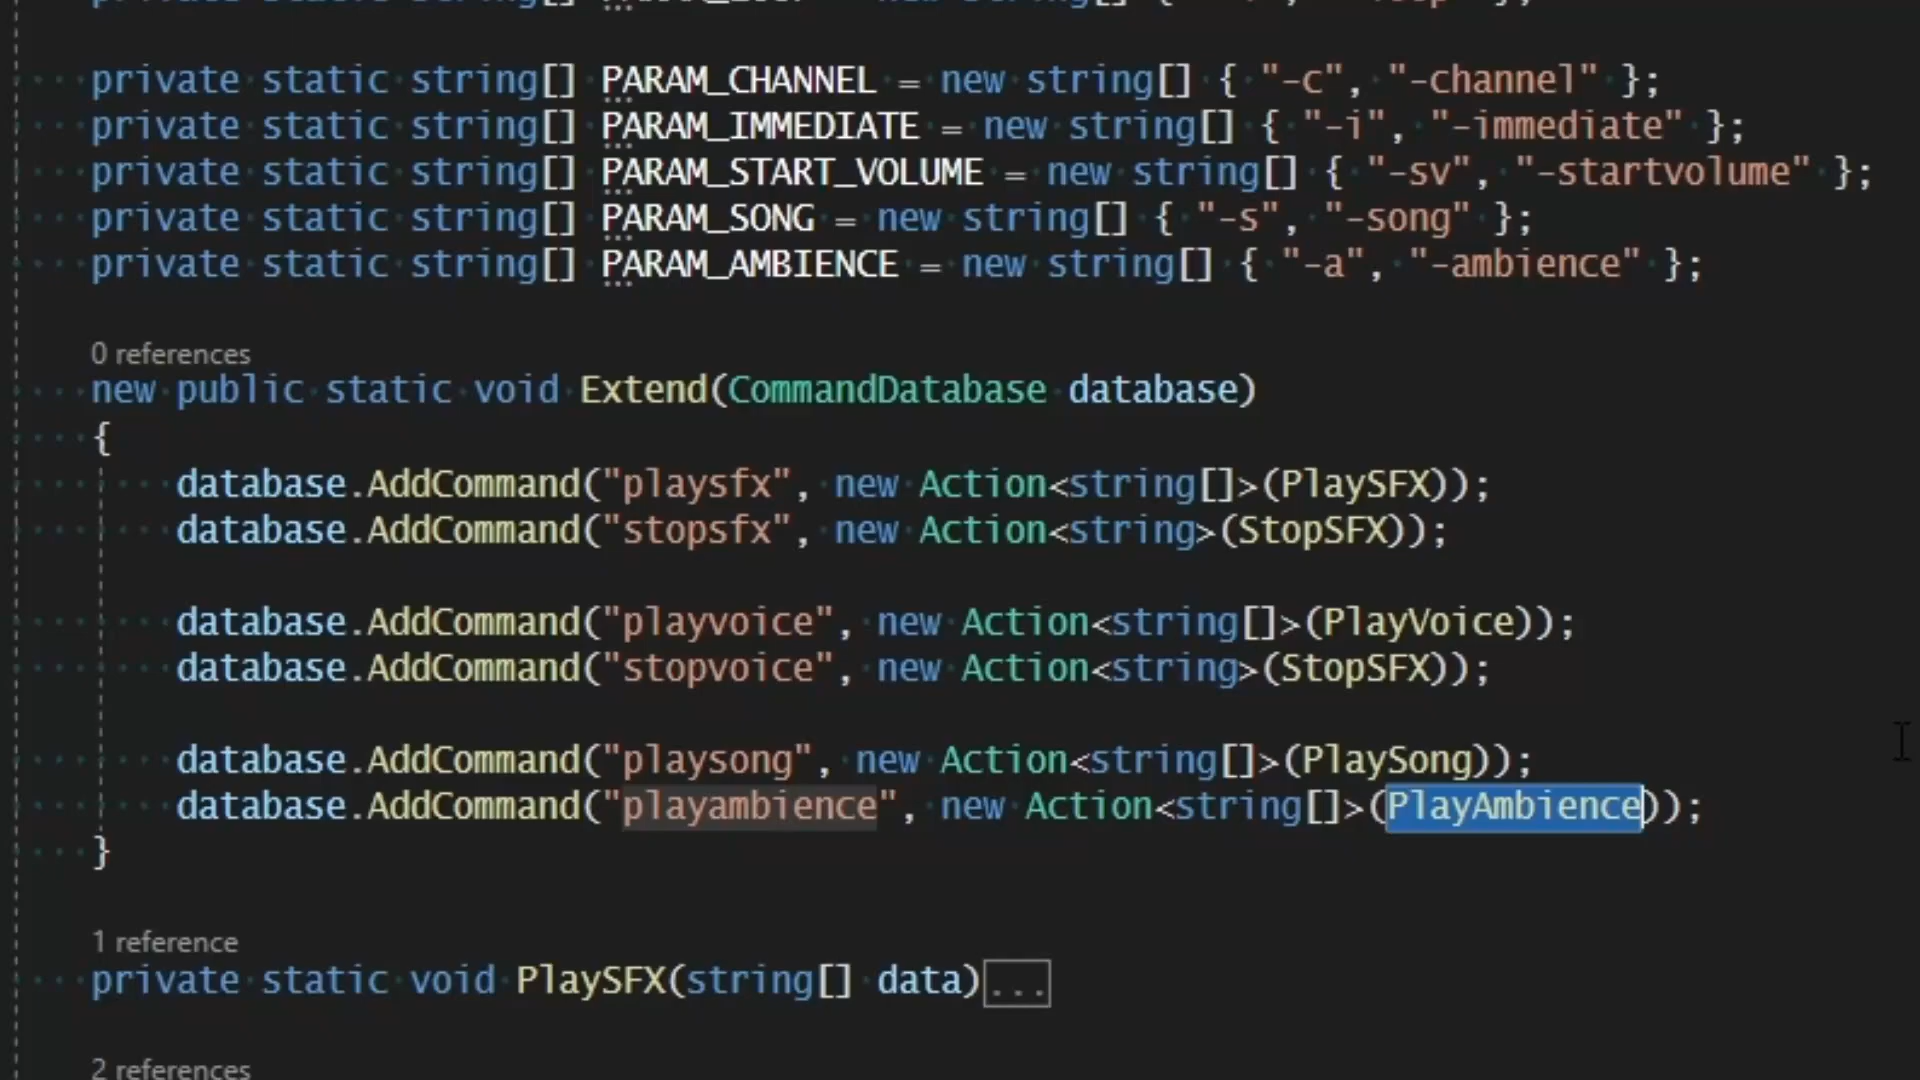 private static string[] PARAM_CHANNEL = new string[] { "-c", "-channel" };
private static string[] PARAM_IMMEDIATE = new string[] { "-i", "-immediate" };
private static string[] PARAM_START_VOLUME = new string[] { "-sv", "-startvolume" };
private static string[] PARAM_SONG = new string[] { "-s", "-song" };
private static string[] PARAM_AMBIENCE = new string[] { "-a", "-ambience" };
0 references
new public static void Extend(CommandDatabase database)
{
database.AddCommand("playsfx", new Action<string[]>(PlaySFX));
database.AddCommand("stopsfx", new Action<string>(StopSFX));
database.AddCommand("playvoice", new Action<string[]>(PlayVoice));
database.AddCommand("stopvoice", new Action<string>(StopSFX));
database.AddCommand("playsong", new Action<string[]>(PlaySong));
database.AddCommand("playambience", new Action<string[]>(PlayAmbience));
}
1 reference
private static void PlaySFX(string[] data)...
2 references